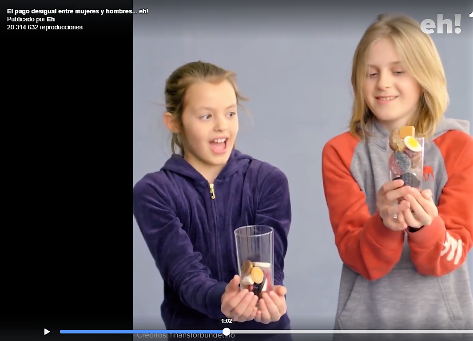 El pago desigual entre mujeres y hombres... eh!
Publicado por Eh
20 314 632 reproducciones
eh!
1:02